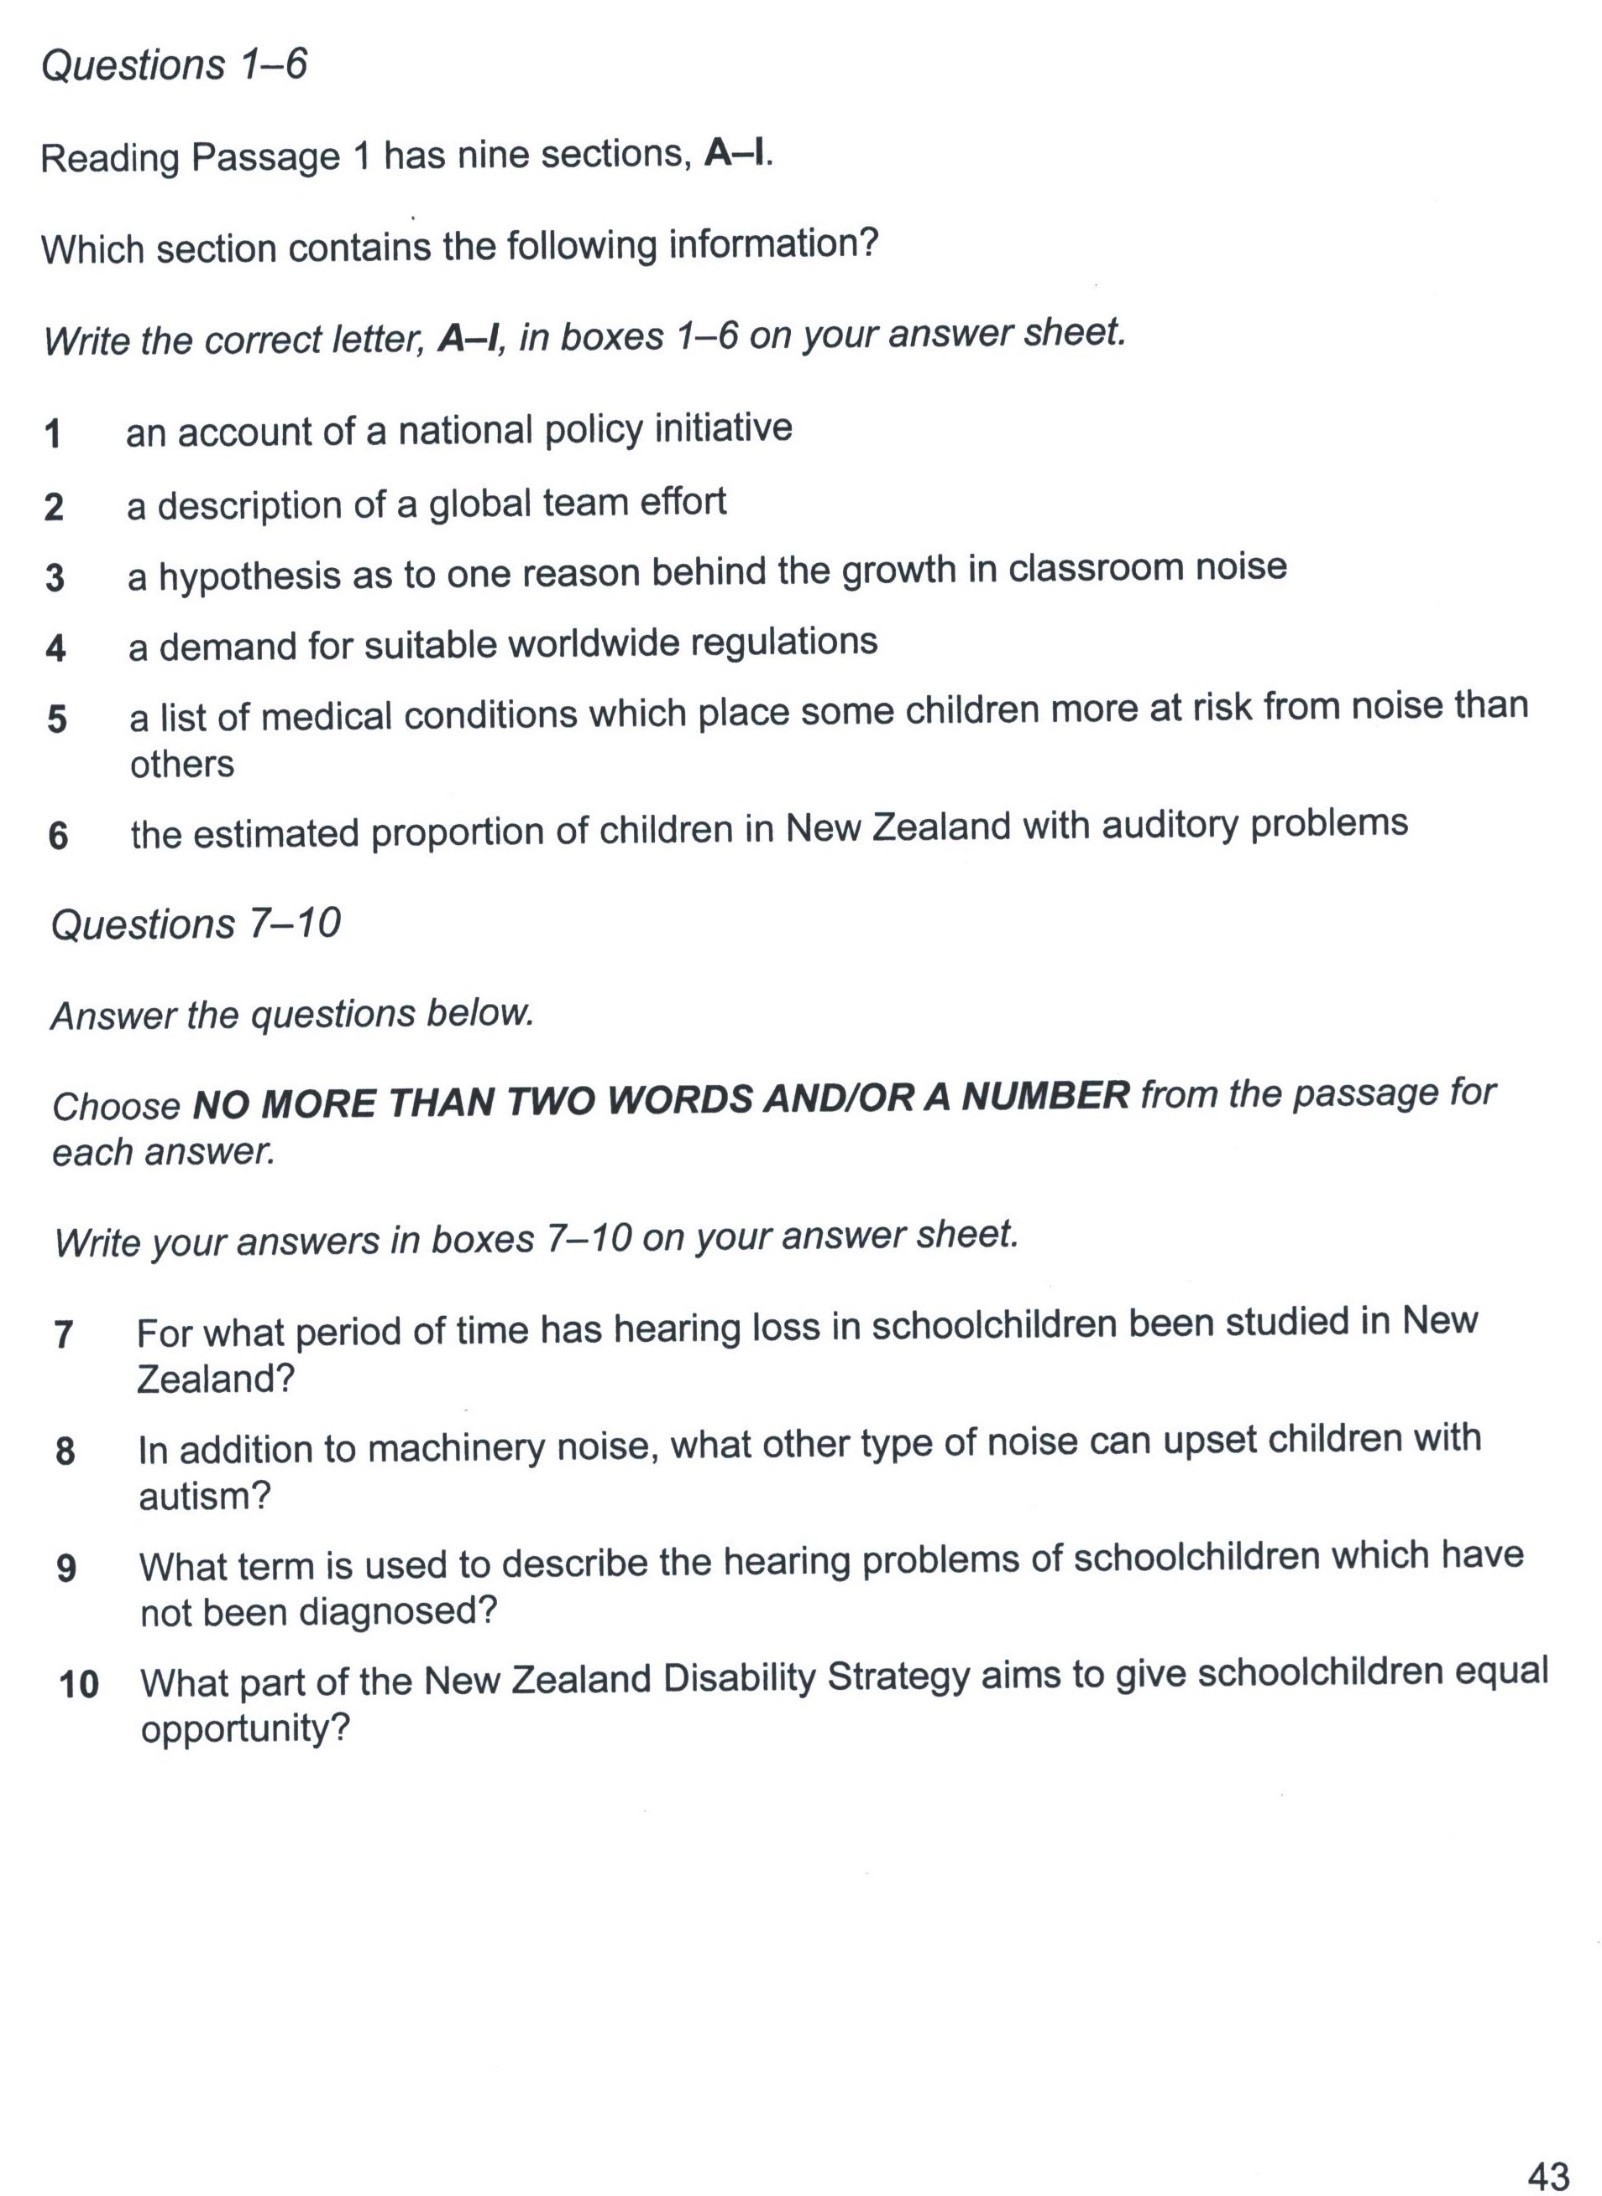 Questions 1–6
Reading Passage 1 has nine sections, A–I.
Which section contains the following information?
Write the correct letter, A–I, in boxes 1–6 on your answer sheet.
1 an account of a national policy initiative
2 a description of a global team effort
3 a hypothesis as to one reason behind the growth in classroom noise
4 a demand for suitable worldwide regulations
5 a list of medical conditions which place some children more at risk from noise than
others
6 the estimated proportion of children in New Zealand with auditory problems
Questions 7–10
Answer the questions below.
Choose NO MORE THAN TWO WORDS AND/OR A NUMBER from the passage for
each answer.
Write your answers in boxes 7–10 on your answer sheet.
7 For what period of time has hearing loss in schoolchildren been studied in New
Zealand?
8 In addition to machinery noise, what other type of noise can upset children with
autism?
9 What term is used to describe the hearing problems of schoolchildren which have
not been diagnosed?
10 What part of the New Zealand Disability Strategy aims to give schoolchildren equal
opportunity?
43